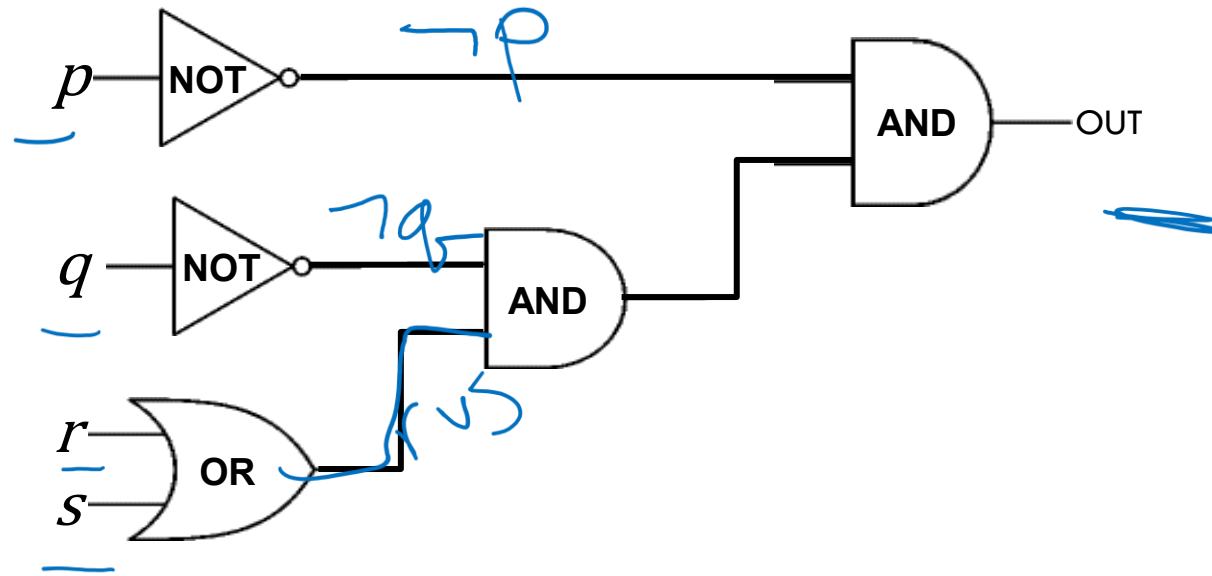 ¬p
p NOT
AND OUT
¬q
q NOT
AND
r ∨ s
r
OR
s